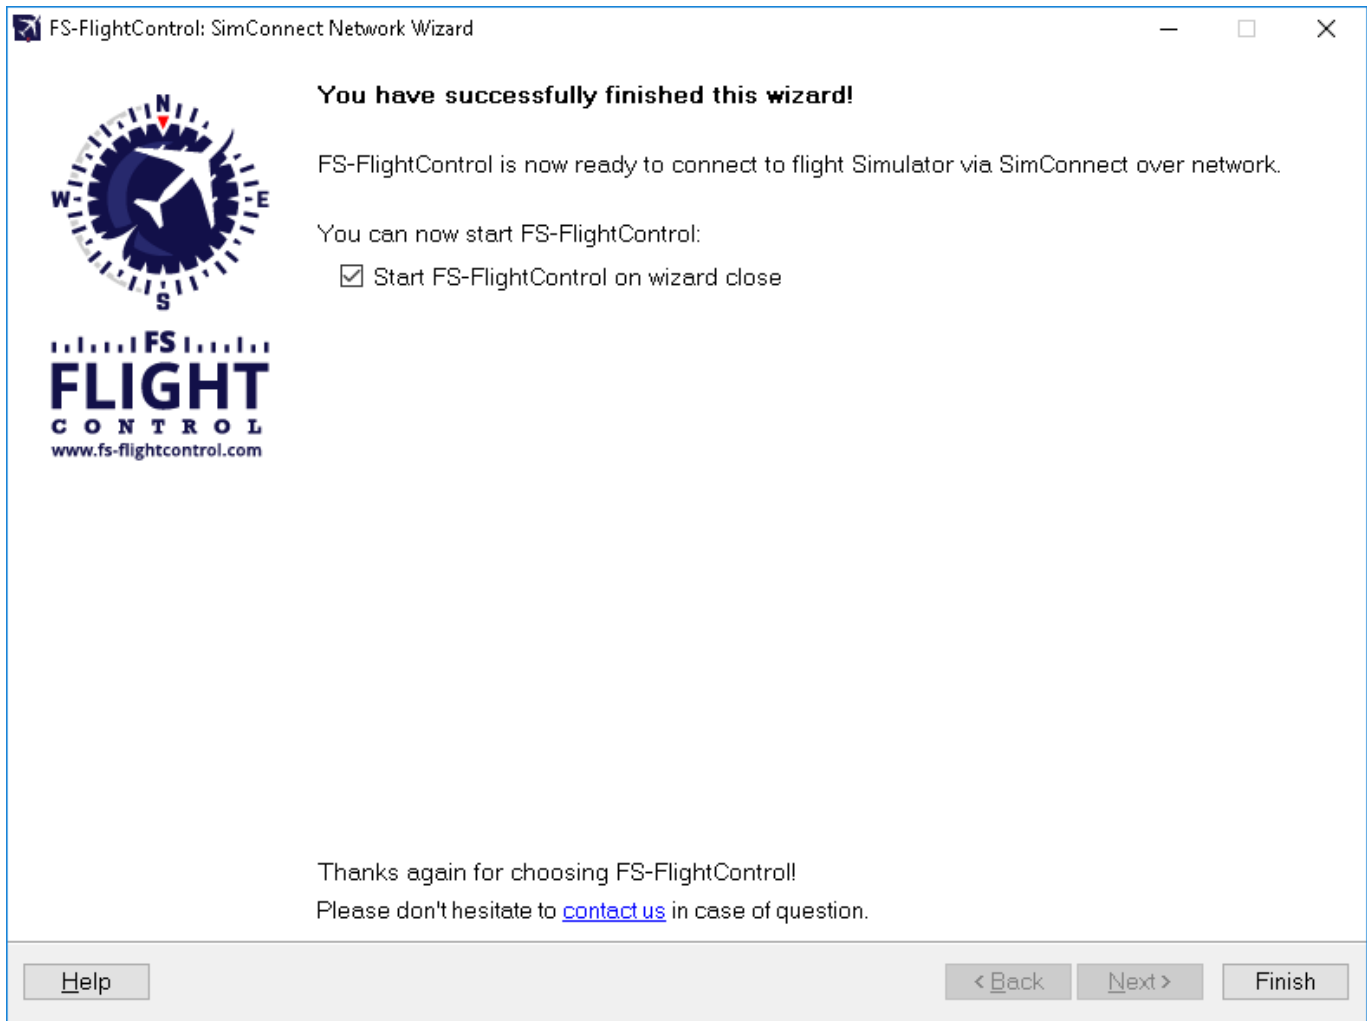 FS-FlightControl: SimConnect Network Wizard
N
W
E
S
FS
FLIGHT
CONTROL
www.fs-flightcontrol.com
You have successfully finished this wizard!
FS-FlightControl is now ready to connect to flight Simulator via SimConnect over network.
You can now start FS-FlightControl:
Start FS-FlightControl on wizard close
Thanks again for choosing FS-FlightControl!
Please don't hesitate to contact us in case of question.
Help
< Back
Next >
Finish